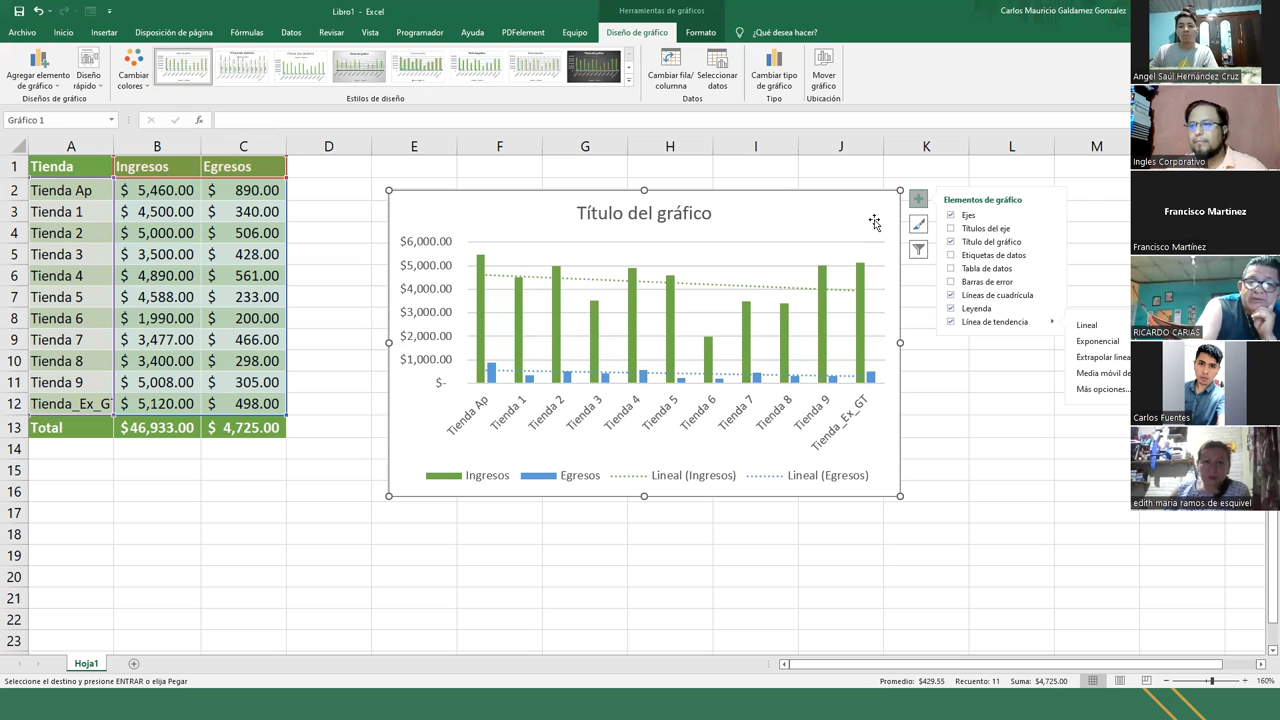 Libro1 - Excel
Herramientas de gráficos
Carlos Mauricio Galdamez Gonzalez
Archivo Inicio Insertar Disposición de página Fórmulas Datos Revisar Vista Programador Ayuda PDFelement Equipo Diseño de gráfico Formato ¿Qué desea hacer?
Agregar elemento de gráfico
Diseño rápido
Cambiar colores
Cambiar fila/ columna
Seleccionar datos
Cambiar tipo de gráfico
Mover gráfico
Diseños de gráfico Estilos de diseño Datos Tipo Ubicación
Gráfico 1
fx
A B C D E F G H I J K L M
1 Tienda Ingresos Egresos
2 Tienda Ap $ 5,460.00 $ 890.00
3 Tienda 1 $ 4,500.00 $ 340.00
4 Tienda 2 $ 5,000.00 $ 506.00
5 Tienda 3 $ 3,500.00 $ 428.00
6 Tienda 4 $ 4,890.00 $ 561.00
7 Tienda 5 $ 4,588.00 $ 233.00
8 Tienda 6 $ 1,990.00 $ 200.00
9 Tienda 7 $ 3,477.00 $ 466.00
10 Tienda 8 $ 3,400.00 $ 298.00
11 Tienda 9 $ 5,008.00 $ 305.00
12 Tienda_Ex_GT $ 5,120.00 $ 498.00
13 Total $46,933.00 $ 4,725.00
14
15
16
17
18
19
20
21
22
23
Título del gráfico
$6,000.00
$5,000.00
$4,000.00
$3,000.00
$2,000.00
$1,000.00
$-
Tienda Ap
Tienda 1
Tienda 2
Tienda 3
Tienda 4
Tienda 5
Tienda 6
Tienda 7
Tienda 8
Tienda 9
Tienda_Ex_GT
Ingresos Egresos Lineal (Ingresos) Lineal (Egresos)
Elementos de gráfico
Ejes
Títulos del eje
Título del gráfico
Etiquetas de datos
Tabla de datos
Barras de error
Líneas de cuadrícula
Leyenda
Línea de tendencia
Lineal
Exponencial
Extrapolar linea
Media móvil de
Más opciones...
Angel Saúl Hernández Cruz
Ingles Corporativo
Francisco Martínez
Francisco Martínez
RICARDO CARIAS
Carlos Fuentes
edith maria ramos de esquivel
Hoja1
Seleccione el destino y presione ENTRAR o elija Pegar
Promedio: $429.55 Recuento: 11 Suma: $4,725.00
160%